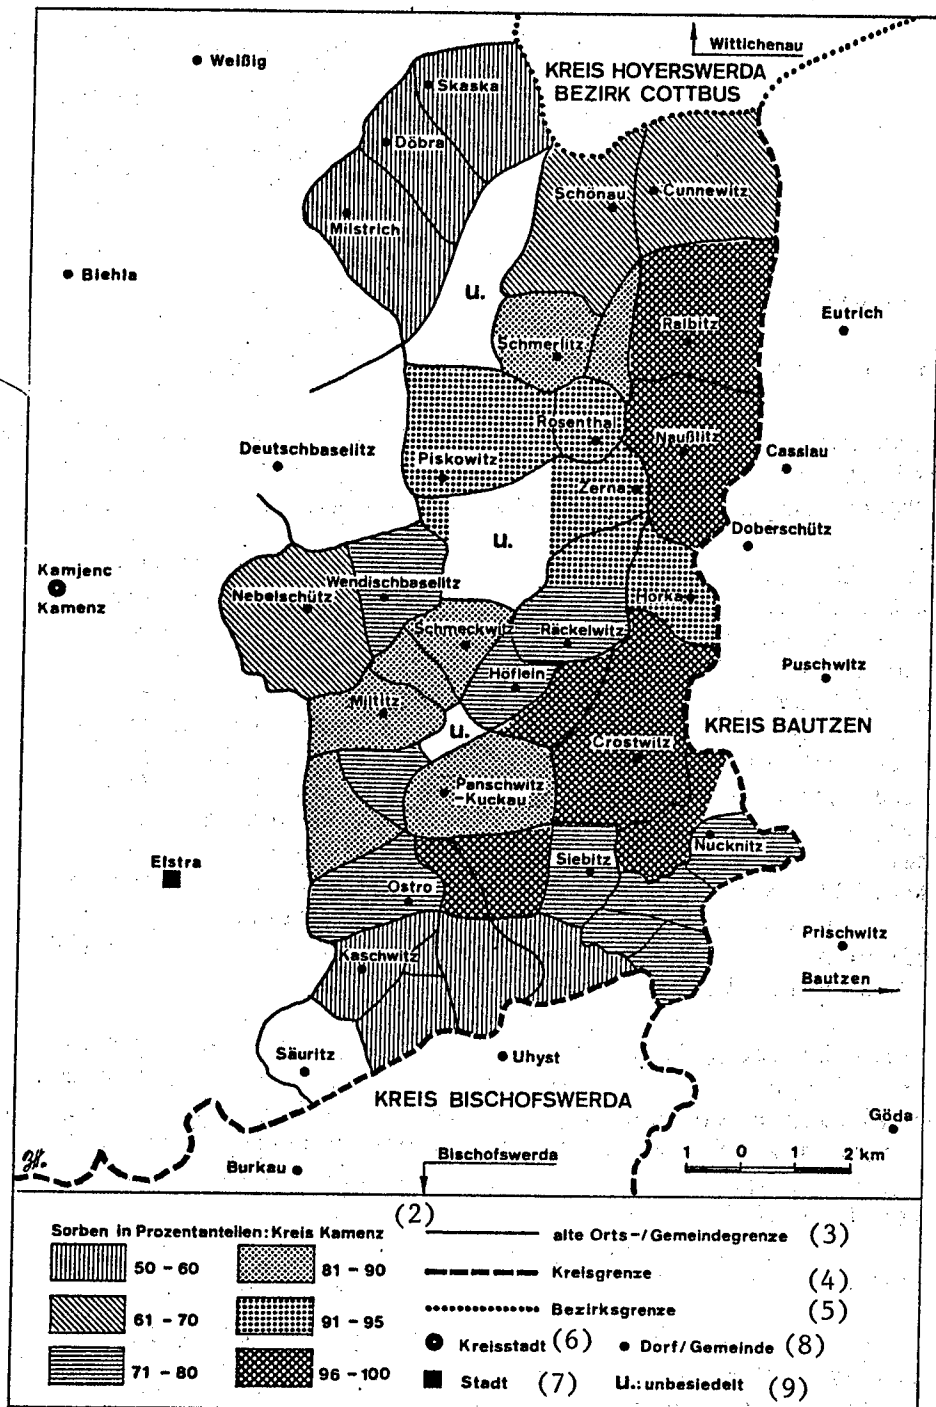 Wittichenau
Weißig
KREIS HOYERSWERDA
BEZIRK COTTBUS
Skaska
Döbra
Schönau
Cunnewitz
Milstrich
Biehla
u.
Eutrich
Ralbitz
Schmerlitz
Rosenthal
Naußlitz
Deutschbaselitz
Piskowitz
Casslau
Zerna
Doberschütz
u.
Kamjenc
Kamenz
Wendischbaselitz
Nebelschütz
Horka
Schmeckwitz
Räckelwitz
Puschwitz
Höflein
Miltitz
u.
KREIS BAUTZEN
Crostwitz
Panschwitz
-Kuckau
Nucknitz
Siebitz
Elstra
Ostro
Prischwitz
Kaschwitz
Bautzen
Säuritz
Uhyst
KREIS BISCHOFSWERDA
Göda
Burkau
Bischofswerda
1 0 1 2 km
(2)
Sorben in Prozentanteilen: Kreis Kamenz
50 - 60
61 - 70
71 - 80
81 - 90
91 - 95
96 - 100
alte Orts-/Gemeindegrenze (3)
Kreisgrenze (4)
Bezirksgrenze (5)
Kreisstadt (6)
Dorf/Gemeinde (8)
Stadt (7)
u.: unbesiedelt (9)